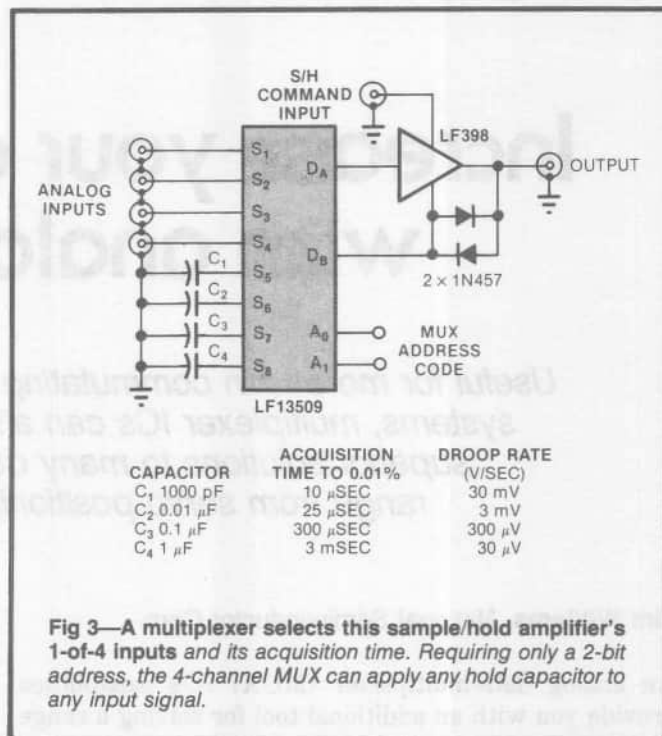 S/H
COMMAND
INPUT
LF398
OUTPUT
ANALOG
INPUTS
S1
S2
S3
S4
S5
S6
S7
S8
DA
DB
A0
A1
C1
C2
C3
C4
2 × 1N457
MUX
ADDRESS
CODE
LF13509
CAPACITOR ACQUISITION TIME TO 0.01% DROOP RATE (V/SEC)
C1 1000 pF 10 μSEC 30 mV
C2 0.01 μF 25 μSEC 3 mV
C3 0.1 μF 300 μSEC 300 μV
C4 1 μF 3 mSEC 30 μV
Fig 3—A multiplexer selects this sample/hold amplifier's
1-of-4 inputs and its acquisition time. Requiring only a 2-bit
address, the 4-channel MUX can apply any hold capacitor to
any input signal.